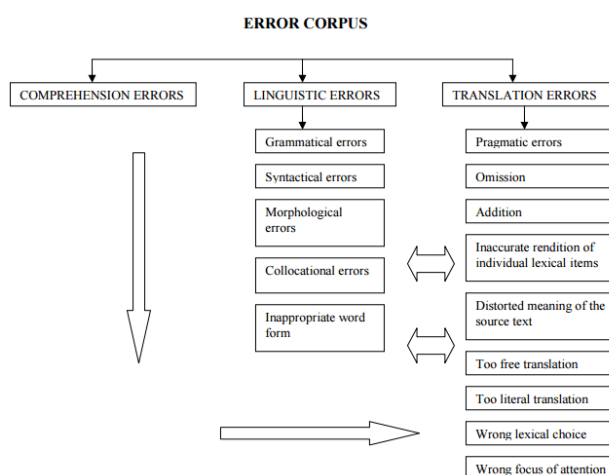 ERROR CORPUS
COMPREHENSION ERRORS
LINGUISTIC ERRORS
TRANSLATION ERRORS
Grammatical errors
Syntactical errors
Morphological
errors
Collocational errors
Inappropriate word
form
Pragmatic errors
Omission
Addition
Inaccurate rendition of
individual lexical items
Distorted meaning of the
source text
Too free translation
Too literal translation
Wrong lexical choice
Wrong focus of attention